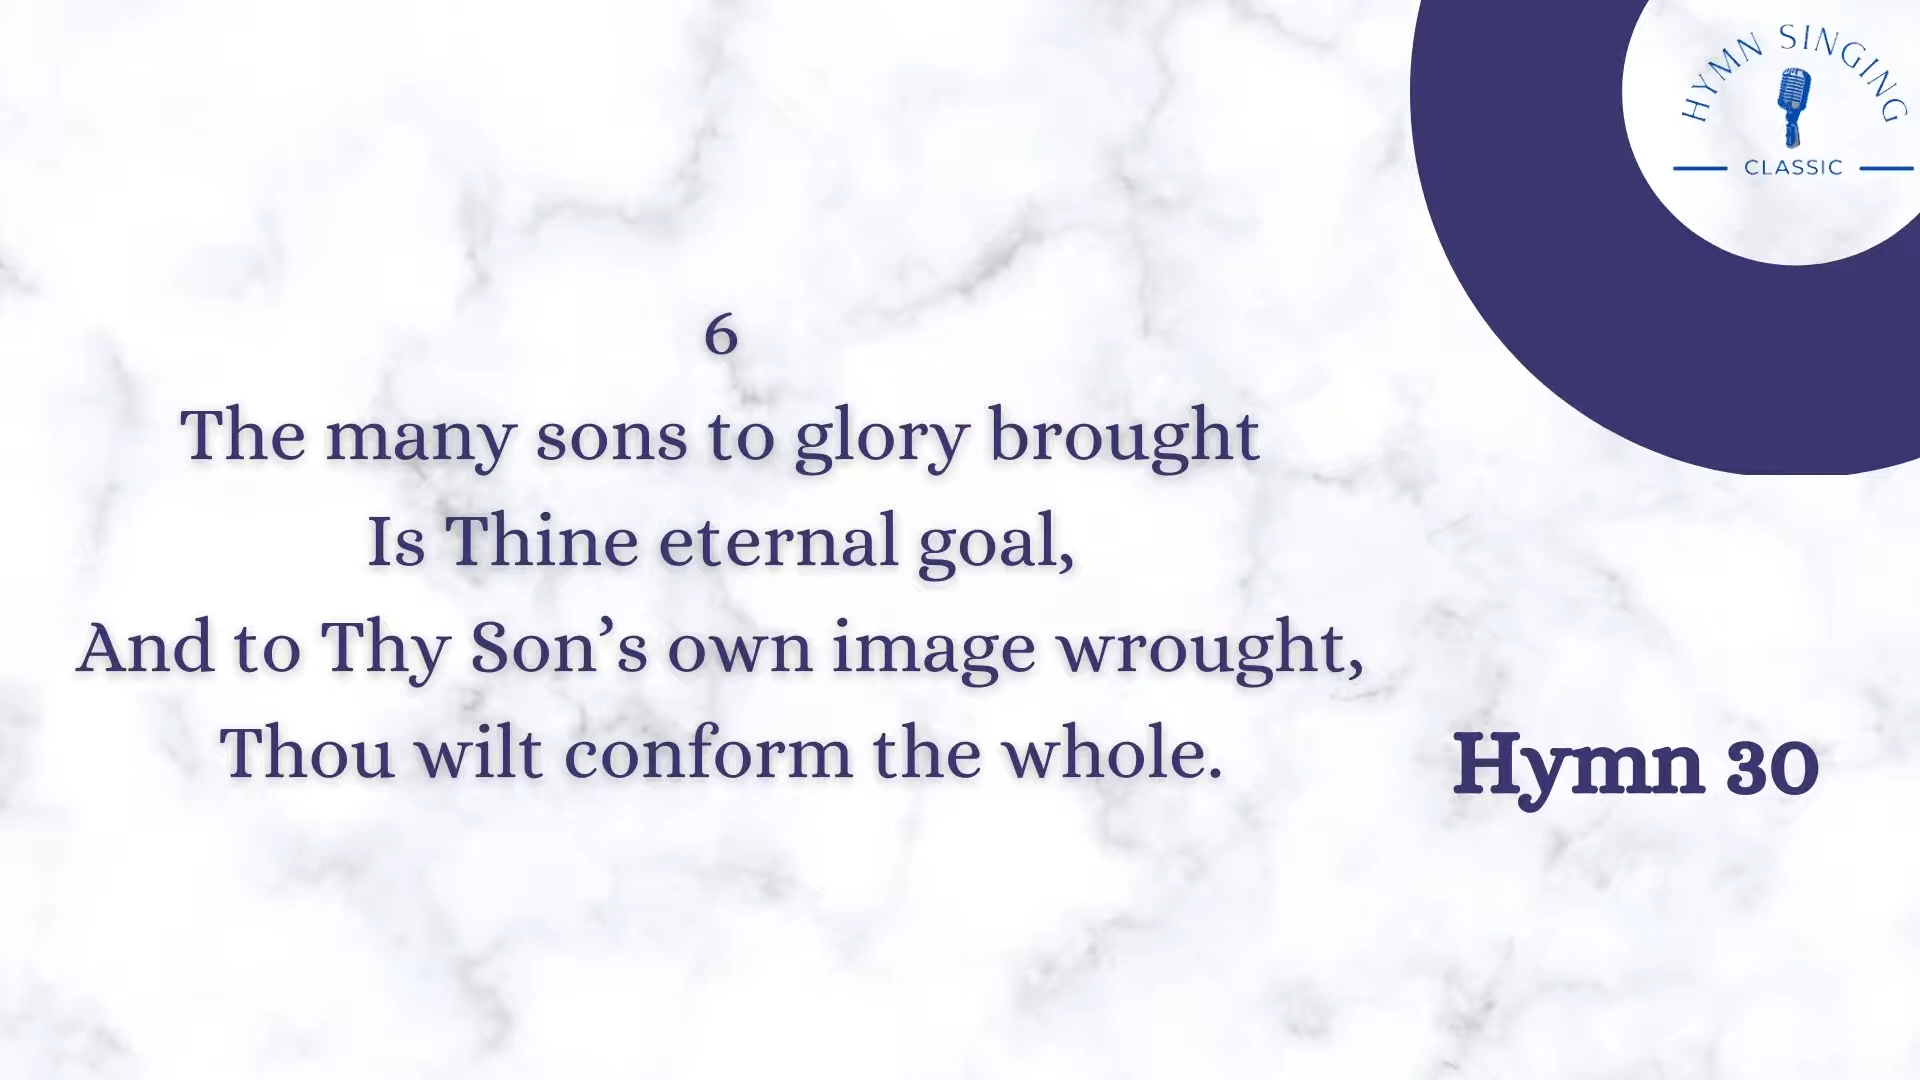 HYMN SINGING
CLASSIC
6
The many sons to glory brought
Is Thine eternal goal,
And to Thy Son’s own image wrought,
Thou wilt conform the whole.
Hymn 30